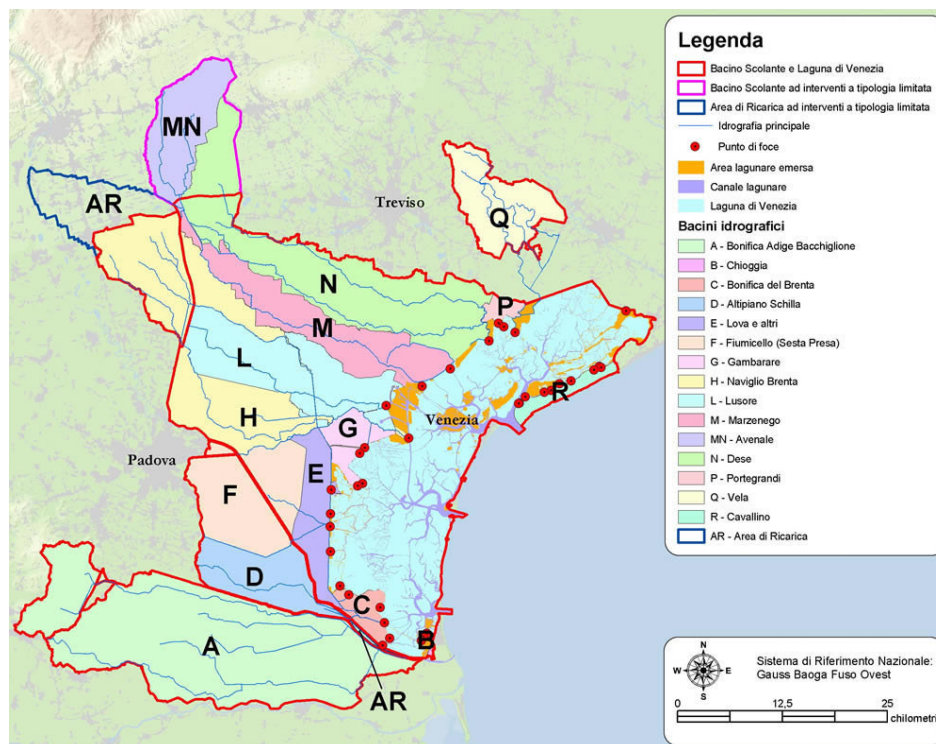 MN
AR
Treviso
Q
N
P
M
L
R
Venezia
H
G
Padova
E
F
D
C
B
A
AR
Legenda
Bacino Scolante e Laguna di Venezia
Bacino Scolante ad interventi a tipologia limitata
Area di Ricarica ad interventi a tipologia limitata
Idrografia principale
Punto di foce
Area lagunare emersa
Canale lagunare
Laguna di Venezia
Bacini idrografici
A - Bonifica Adige Bacchiglione
B - Chioggia
C - Bonifica del Brenta
D - Altipiano Schilla
E - Lova e altri
F - Fiumicello (Sesta Presa)
G - Gambarare
H - Naviglio Brenta
L - Lusore
M - Marzenego
MN - Avenale
N - Dese
P - Portegrandi
Q - Vela
R - Cavallino
AR - Area di Ricarica
N
W E
S
Sistema di Riferimento Nazionale:
Gauss Baoga Fuso Ovest
0 12,5 25
chilometri